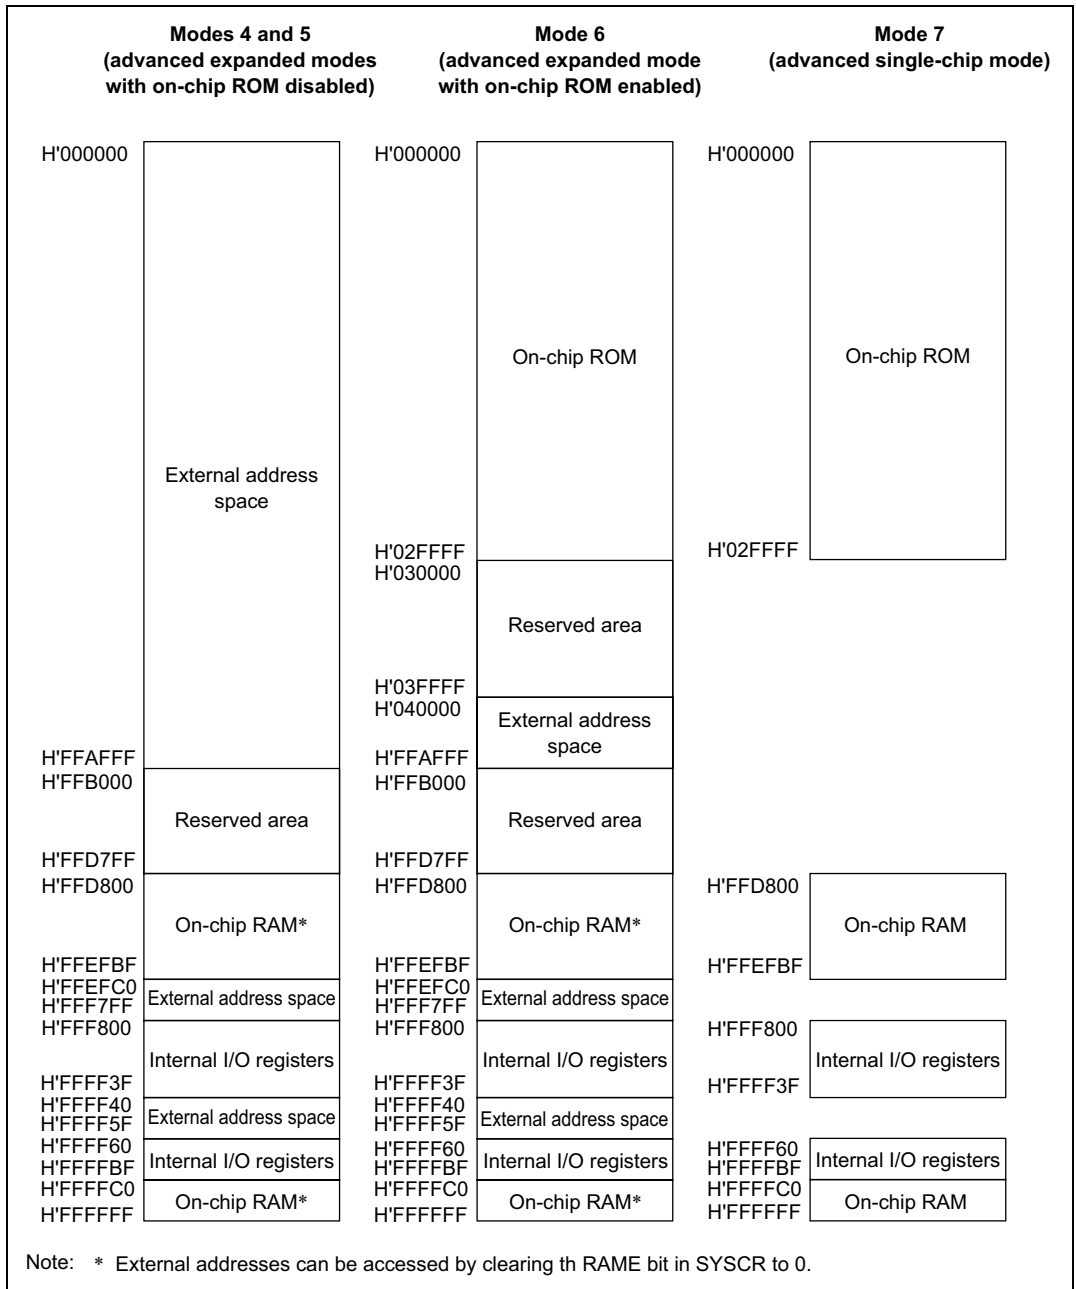 Modes 4 and 5
(advanced expanded modes
with on-chip ROM disabled)
Mode 6
(advanced expanded mode
with on-chip ROM enabled)
Mode 7
(advanced single-chip mode)
H'000000
External address
space
H'FFAFFF
H'FFB000
Reserved area
H'FFD7FF
H'FFD800
On-chip RAM*
H'FFEFBF
H'FFEFC0
External address space
H'FFF7FF
H'FFF800
Internal I/O registers
H'FFFF3F
H'FFFF40
External address space
H'FFFF5F
H'FFFF60
Internal I/O registers
H'FFFFBF
H'FFFFC0
On-chip RAM*
H'FFFFFF
H'000000
On-chip ROM
H'02FFFF
H'030000
Reserved area
H'03FFFF
H'040000
External address
space
H'FFAFFF
H'FFB000
Reserved area
H'FFD7FF
H'FFD800
On-chip RAM*
H'FFEFBF
H'FFEFC0
External address space
H'FFF7FF
H'FFF800
Internal I/O registers
H'FFFF3F
H'FFFF40
External address space
H'FFFF5F
H'FFFF60
Internal I/O registers
H'FFFFBF
H'FFFFC0
On-chip RAM*
H'FFFFFF
H'000000
On-chip ROM
H'02FFFF
H'FFD800
On-chip RAM
H'FFEFBF
H'FFF800
Internal I/O registers
H'FFFF3F
H'FFFF60
Internal I/O registers
H'FFFFBF
H'FFFFC0
On-chip RAM
H'FFFFFF
Note: * External addresses can be accessed by clearing th RAME bit in SYSCR to 0.